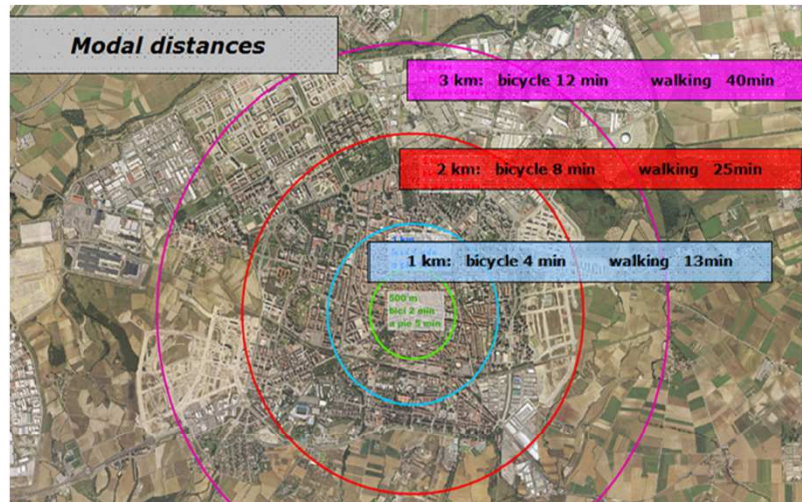 Modal distances
3 km: bicycle 12 min walking 40min
2 km: bicycle 8 min walking 25min
1 km: bicycle 4 min walking 13min
500 m
bici 2 min
a pie 5 min